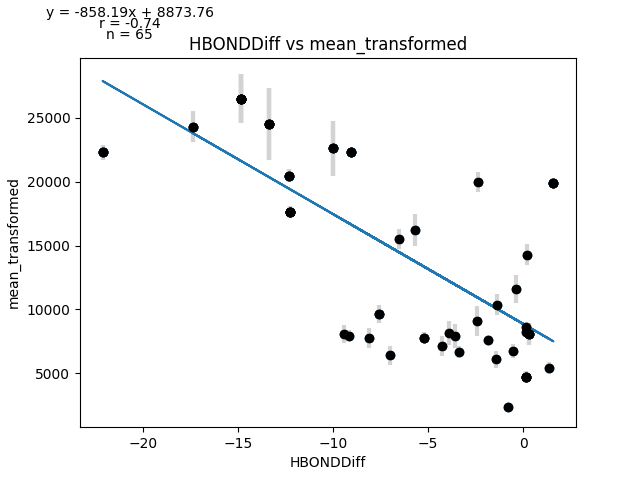 y = -858.19x + 8873.76
r = -0.74
n = 65
HBONDDiff vs mean_transformed
mean_transformed
25000
20000
15000
10000
5000
−20
−15
−10
−5
0
HBONDDiff